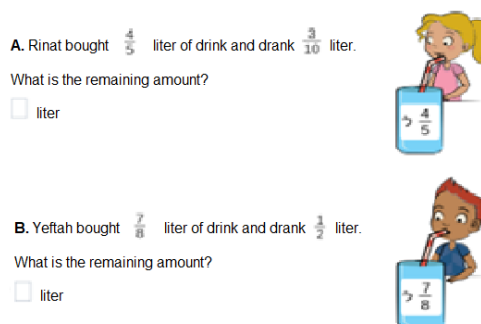 A. Rinat bought 4/5 liter of drink and drank 3/10 liter.
What is the remaining amount?
liter
ל 4/5
B. Yeftah bought 7/8 liter of drink and drank 1/2 liter.
What is the remaining amount?
liter
ל 7/8